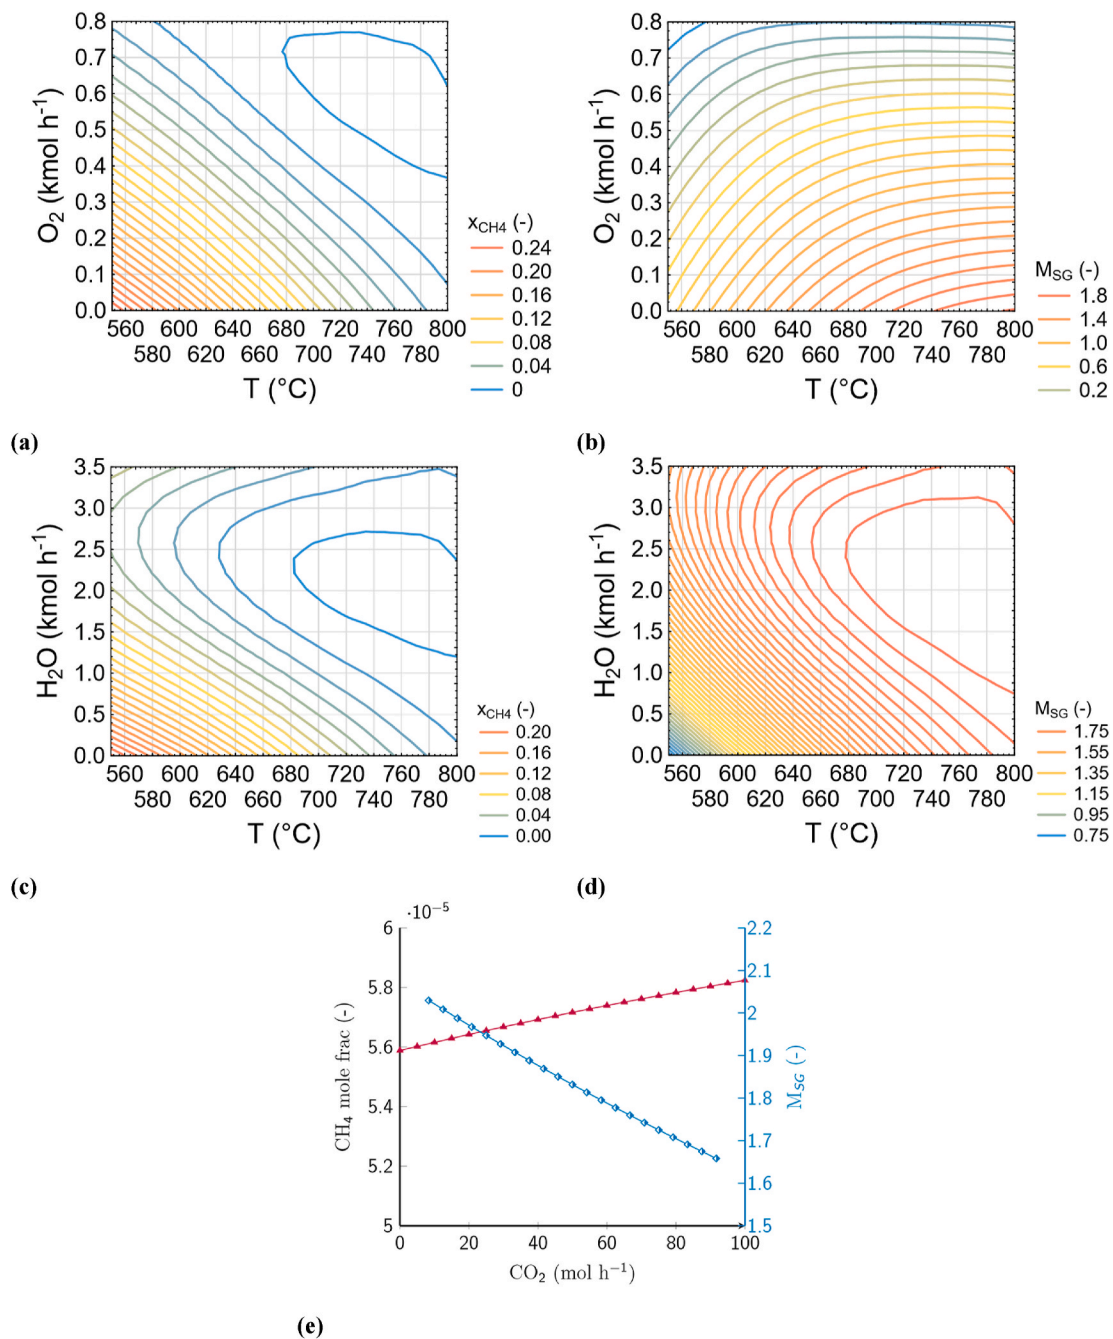 0.8
0.7
0.6
0.5
0.4
0.3
0.2
0.1
0.0
O₂ (kmol h⁻¹)
560 600 640 680 720 760 800
580 620 660 700 740 780
T (°C)
x_CH4 (-)
0.24
0.20
0.16
0.12
0.08
0.04
0
(a)
0.8
0.7
0.6
0.5
0.4
0.3
0.2
0.1
0.0
O₂ (kmol h⁻¹)
560 600 640 680 720 760 800
580 620 660 700 740 780
T (°C)
M_SG (-)
1.8
1.4
1.0
0.6
0.2
(b)
3.5
3.0
2.5
2.0
1.5
1.0
0.5
0.0
H₂O (kmol h⁻¹)
560 600 640 680 720 760 800
580 620 660 700 740 780
T (°C)
x_CH4 (-)
0.20
0.16
0.12
0.08
0.04
0.00
(c)
3.5
3.0
2.5
2.0
1.5
1.0
0.5
0.0
H₂O (kmol h⁻¹)
560 600 640 680 720 760 800
580 620 660 700 740 780
T (°C)
M_SG (-)
1.75
1.55
1.35
1.15
0.95
0.75
(d)
·10⁻⁵
6
5.8
5.6
5.4
5.2
5
CH₄ mole frac (-)
2.2
2.1
2
1.9
1.8
1.7
1.6
1.5
M_SG (-)
0 20 40 60 80 100
CO₂ (mol h⁻¹)
(e)